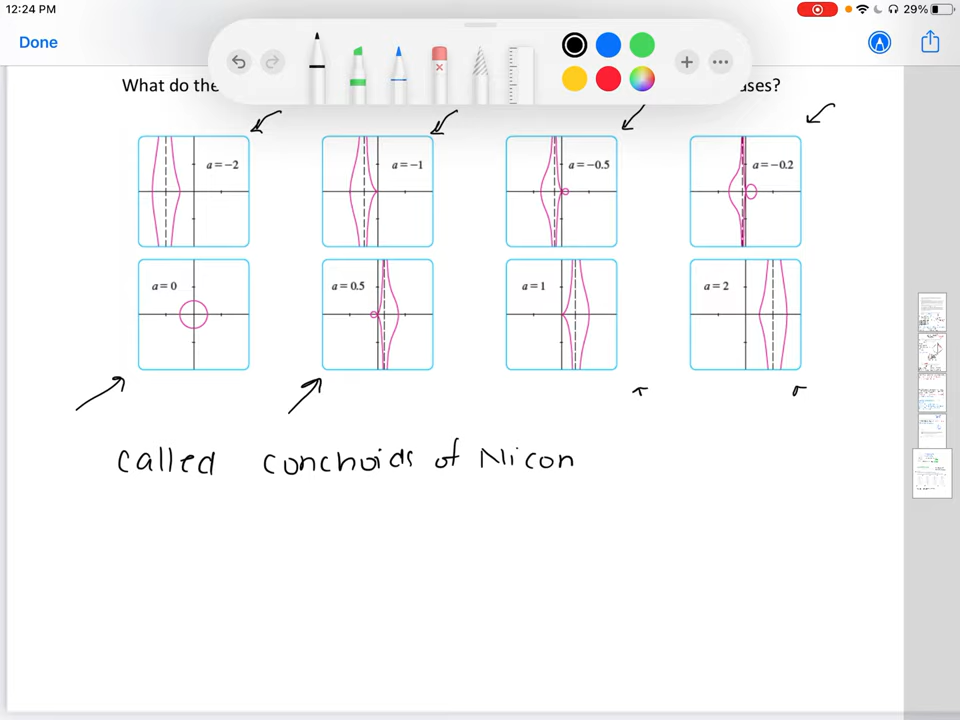 12:24 PM
29%
Done
What do the
ases?
a=−2
a=−1
a=−0.5
a=−0.2
a=0
a=0.5
a=1
a=2
called conchoids of Nicon